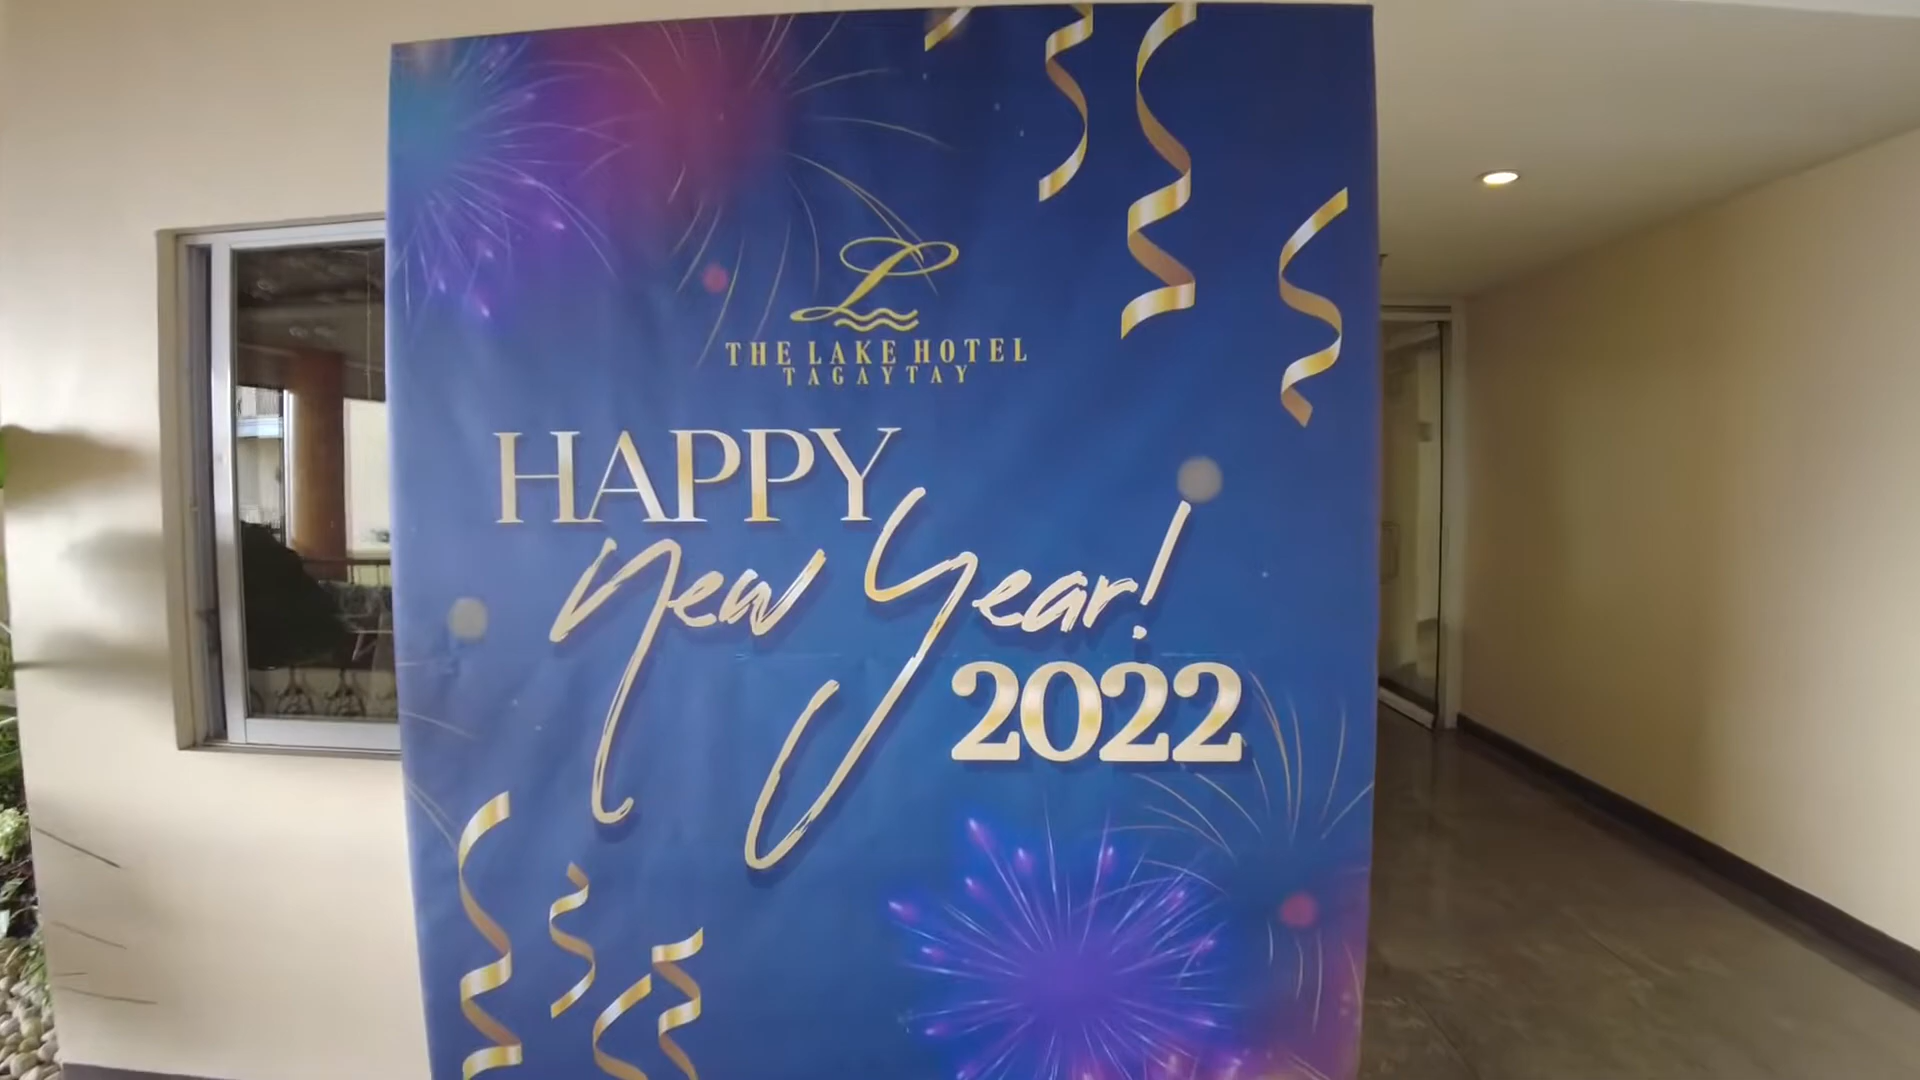 THE LAKE HOTEL
TAGAYTAY
HAPPY
New Year!
2022